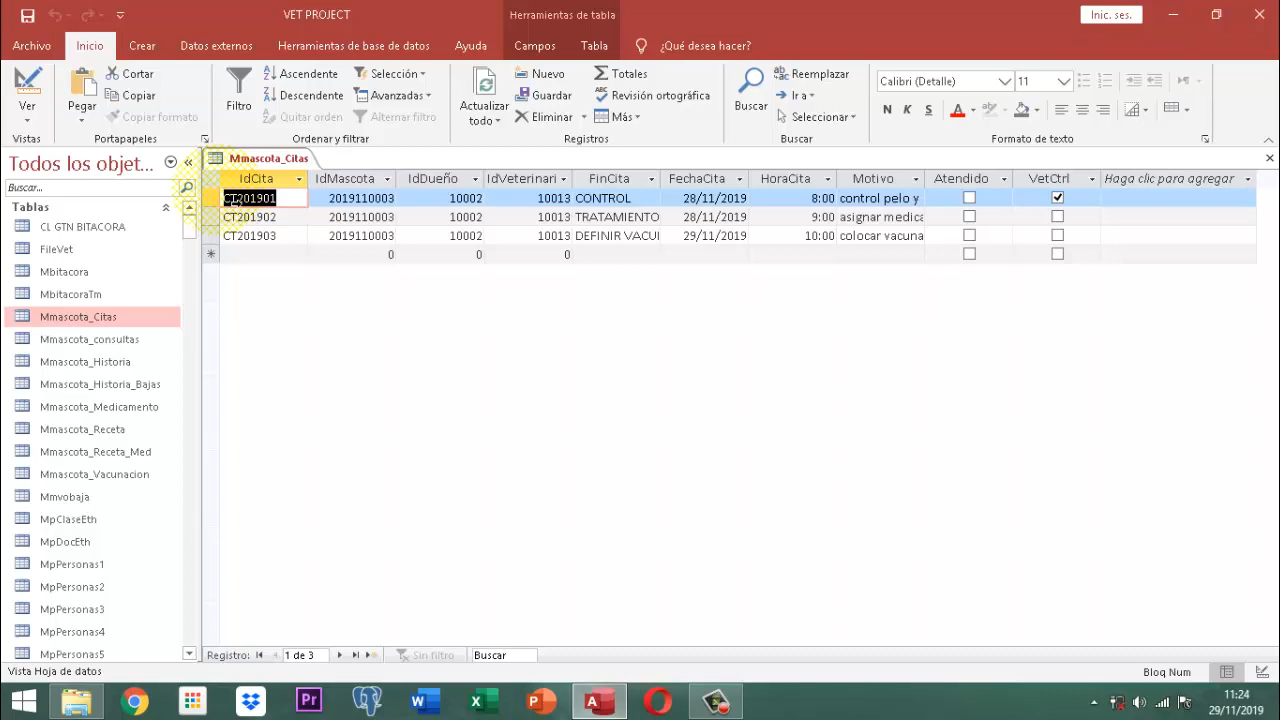 VET PROJECT
Herramientas de tabla
Inic. ses.
Archivo Inicio Crear Datos externos Herramientas de base de datos Ayuda Campos Tabla ¿Qué desea hacer?
Ver
Vistas
Pegar
Cortar
Copiar
Copiar formato
Portapapeles
Filtro
Ascendente
Descendente
Quitar orden
Selección
Avanzadas
Alternar filtro
Ordenar y filtrar
Actualizar todo
Nuevo
Guardar
Eliminar
Totales
Revisión ortográfica
Más
Registros
Buscar
Reemplazar
Ir a
Seleccionar
Buscar
Calibri (Detalle) 11
N K S A
Formato de texto
Todos los objet...
Buscar...
Tablas
CL GTN BITACORA
FileVet
Mbitacora
MbitacoraTm
Mmascota_Citas
Mmascota_consultas
Mmascota_Historia
Mmascota_Historia_Bajas
Mmascota_Medicamento
Mmascota_Receta
Mmascota_Receta_Med
Mmascota_Vacunacion
Mmvobaja
MpClaseEth
MpDocEth
MpPersonas1
MpPersonas2
MpPersonas3
MpPersonas4
MpPersonas5
Mmascota_Citas
IdCita IdMascota IdDueño IdVeterinari FinCita FechaCita HoraCita Motivo Atendido VetCtrl Haga clic para agregar
CT201901 2019110003 10002 10013 CONTROL 28/11/2019 8:00 control pelo y
CT201902 2019110003 10002 10013 TRATAMIENTO 28/11/2019 9:00 asignar medica
CT201903 2019110003 10002 10013 DEFINIR VACUI 29/11/2019 10:00 colocar vacuna
0 0 0
Registro: 1 de 3 Sin filtro Buscar
Vista Hoja de datos
Bloq Num
11:24
29/11/2019